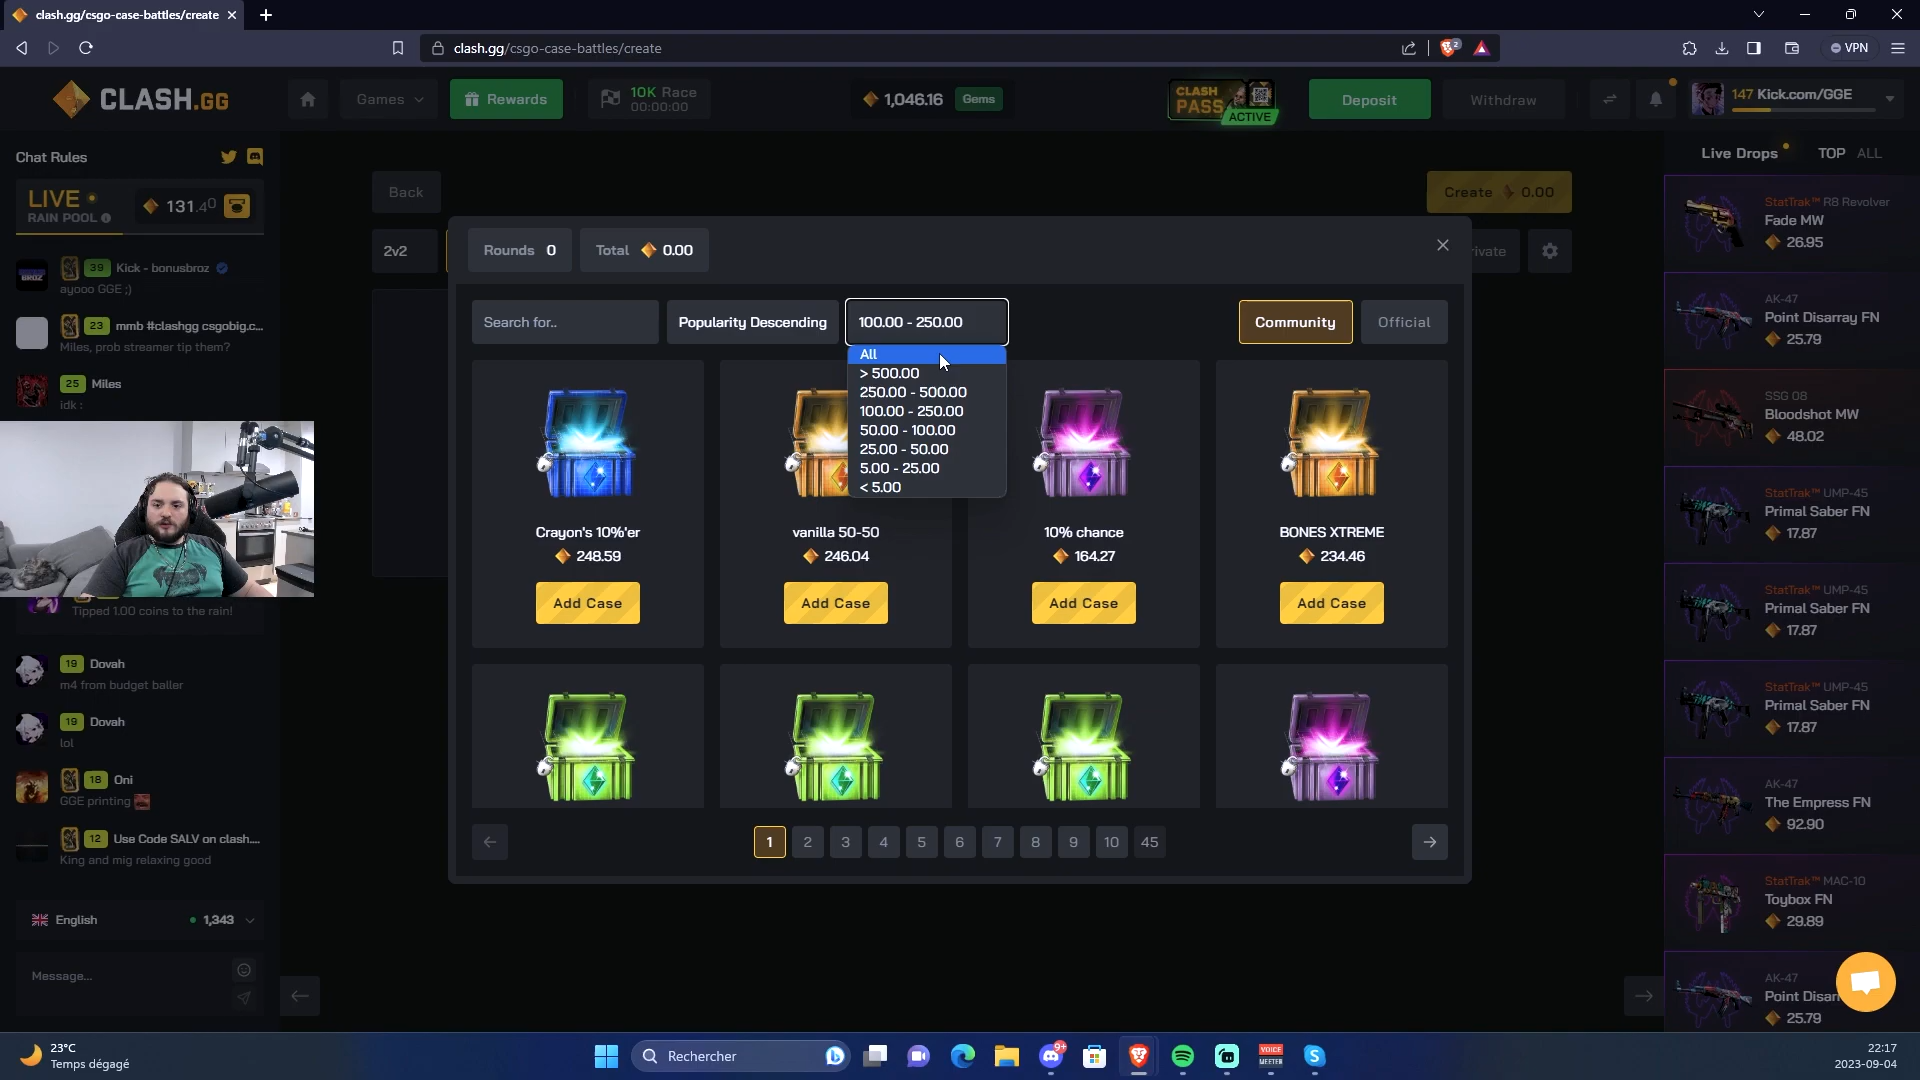 clash.gg/csgo-case-battles/create
clash.gg/csgo-case-battles/create
2
VPN
CLASH.GG
Games
Rewards
10K Race
00:00:00
1,046.16 Gems
CLASH
PASS
ACTIVE
Deposit
Withdraw
147 Kick.com/GGE
Chat Rules
LIVE
RAIN POOL
131.40
39 Kick - bonusbroz
ayooo GGE ;)
23 mmb #clashgg csgobig.c...
Miles, prob streamer tip them?
25 Miles
idk :
Tipped 1.00 coins to the rain!
19 Dovah
m4 from budget baller
19 Dovah
lol
18 Oni
GGE printing
12 Use Code SALV on clash....
King and mig relaxing good
English
1,343
Message...
Back
Create 0.00
2v2
Rounds 0
Total 0.00
Search for..
Popularity Descending
100.00 - 250.00
Community
Official
All
> 500.00
250.00 - 500.00
100.00 - 250.00
50.00 - 100.00
25.00 - 50.00
5.00 - 25.00
< 5.00
Crayon's 10%'er
248.59
Add Case
vanilla 50-50
246.04
Add Case
10% chance
164.27
Add Case
BONES XTREME
234.46
Add Case
1 2 3 4 5 6 7 8 9 10 45
Live Drops
TOP
ALL
StatTrak™ R8 Revolver
Fade MW
26.95
AK-47
Point Disarray FN
25.79
SSG 08
Bloodshot MW
48.02
StatTrak™ UMP-45
Primal Saber FN
17.87
StatTrak™ UMP-45
Primal Saber FN
17.87
StatTrak™ UMP-45
Primal Saber FN
17.87
AK-47
The Empress FN
92.90
StatTrak™ MAC-10
Toybox FN
29.89
AK-47
Point Disar
25.79
23°C
Temps dégagé
Rechercher
9+
VOICE
MEETER
22:17
2023-09-04